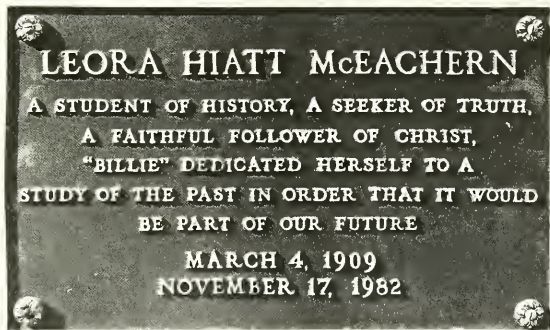 LEORA HIATT McEACHERN
A STUDENT OF HISTORY, A SEEKER OF TRUTH,
A FAITHFUL FOLLOWER OF CHRIST,
"BILLIE" DEDICATED HERSELF TO A
STUDY OF THE PAST IN ORDER THAT IT WOULD
BE PART OF OUR FUTURE
MARCH 4, 1909
NOVEMBER 17, 1982